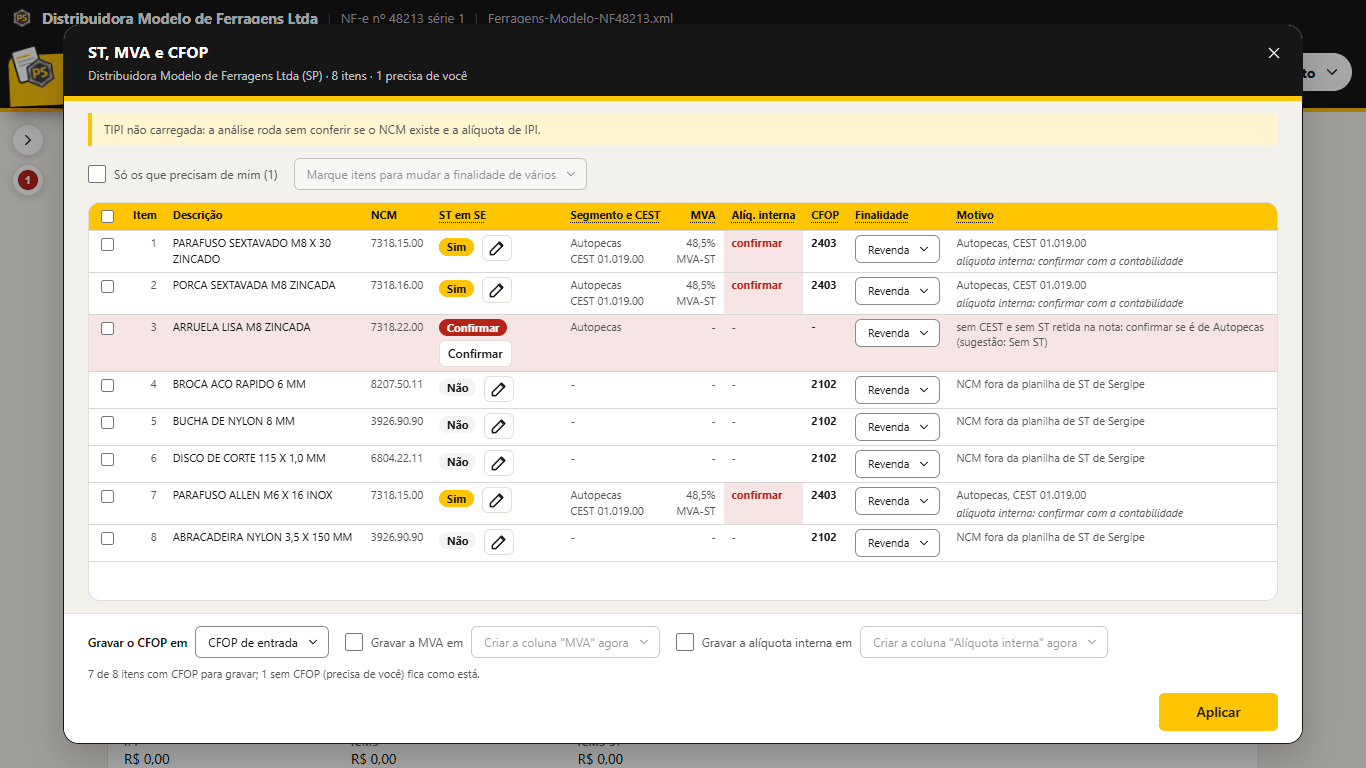 Distribuidora Modelo de Ferragens Ltda NF-e nº 48213 série 1 Ferragens-Modelo-NF48213.xml
PS
ST, MVA e CFOP
Distribuidora Modelo de Ferragens Ltda (SP) · 8 itens · 1 precisa de você
PS
to
TIPI não carregada: a análise roda sem conferir se o NCM existe e a alíquota de IPI.
1
Só os que precisam de mim (1) Marque itens para mudar a finalidade de vários
Item Descrição NCM ST em SE Segmento e CEST MVA Alíq. interna CFOP Finalidade Motivo
1 PARAFUSO SEXTAVADO M8 X 30 7318.15.00 Sim Autopecas 48,5% confirmar 2403 Revenda Autopecas, CEST 01.019.00
ZINCADO CEST 01.019.00 MVA-ST alíquota interna: confirmar com a contabilidade
2 PORCA SEXTAVADA M8 ZINCADA 7318.16.00 Sim Autopecas 48,5% confirmar 2403 Revenda Autopecas, CEST 01.019.00
CEST 01.019.00 MVA-ST alíquota interna: confirmar com a contabilidade
3 ARRUELA LISA M8 ZINCADA 7318.22.00 Confirmar Autopecas - - - Revenda sem CEST e sem ST retida na nota: confirmar se é de Autopecas
Confirmar (sugestão: Sem ST)
4 BROCA ACO RAPIDO 6 MM 8207.50.11 Não - - - 2102 Revenda NCM fora da planilha de ST de Sergipe
5 BUCHA DE NYLON 8 MM 3926.90.90 Não - - - 2102 Revenda NCM fora da planilha de ST de Sergipe
6 DISCO DE CORTE 115 X 1,0 MM 6804.22.11 Não - - - 2102 Revenda NCM fora da planilha de ST de Sergipe
7 PARAFUSO ALLEN M6 X 16 INOX 7318.15.00 Sim Autopecas 48,5% confirmar 2403 Revenda Autopecas, CEST 01.019.00
CEST 01.019.00 MVA-ST alíquota interna: confirmar com a contabilidade
8 ABRACADEIRA NYLON 3,5 X 150 MM 3926.90.90 Não - - - 2102 Revenda NCM fora da planilha de ST de Sergipe
Gravar o CFOP em CFOP de entrada Gravar a MVA em Criar a coluna "MVA" agora Gravar a alíquota interna em Criar a coluna "Alíquota interna" agora
7 de 8 itens com CFOP para gravar; 1 sem CFOP (precisa de você) fica como está.
Aplicar
R$ 0,00 R$ 0,00 R$ 0,00